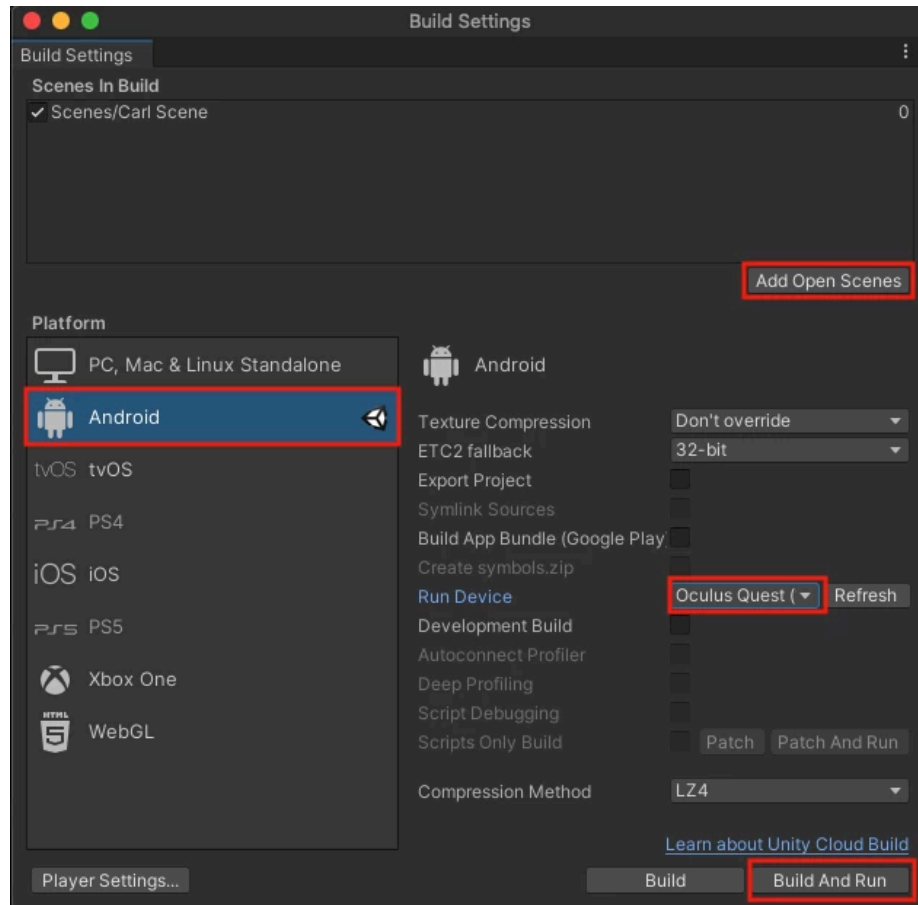 Build Settings
Build Settings
Scenes In Build
Scenes/Carl Scene 0
Add Open Scenes
Platform
PC, Mac & Linux Standalone
Android
tvOS tvOS
PS4 PS4
iOS iOS
PS5 PS5
Xbox One
HTML 5 WebGL
Android
Texture Compression Don't override
ETC2 fallback 32-bit
Export Project
Symlink Sources
Build App Bundle (Google Play)
Create symbols.zip
Run Device Oculus Quest ( Refresh
Development Build
Autoconnect Profiler
Deep Profiling
Script Debugging
Scripts Only Build Patch Patch And Run
Compression Method LZ4
Learn about Unity Cloud Build
Player Settings... Build Build And Run